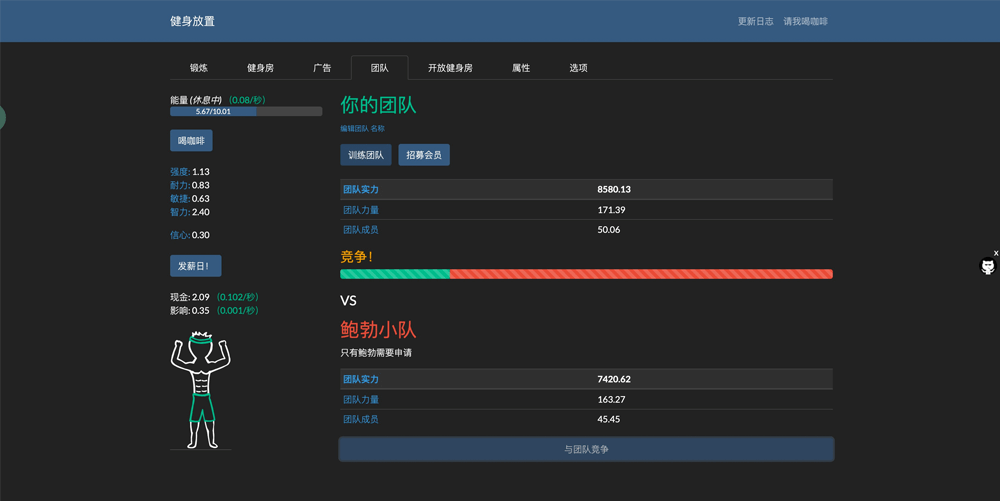 健身放置
更新日志 请我喝咖啡
锻炼 健身房 广告 团队 开放健身房 属性 选项
能量 (休息中) (0.08/秒)
5.67/10.01
喝咖啡
强度: 1.13
耐力: 0.83
敏捷: 0.63
智力: 2.40
信心: 0.30
发薪日!
现金: 2.09 (0.102/秒)
影响: 0.35 (0.001/秒)
你的团队
编辑团队 名称
训练团队 招募会员
团队实力 8580.13
团队力量 171.39
团队成员 50.06
竞争!
VS
鲍勃小队
只有鲍勃需要申请
团队实力 7420.62
团队力量 163.27
团队成员 45.45
与团队竞争
x